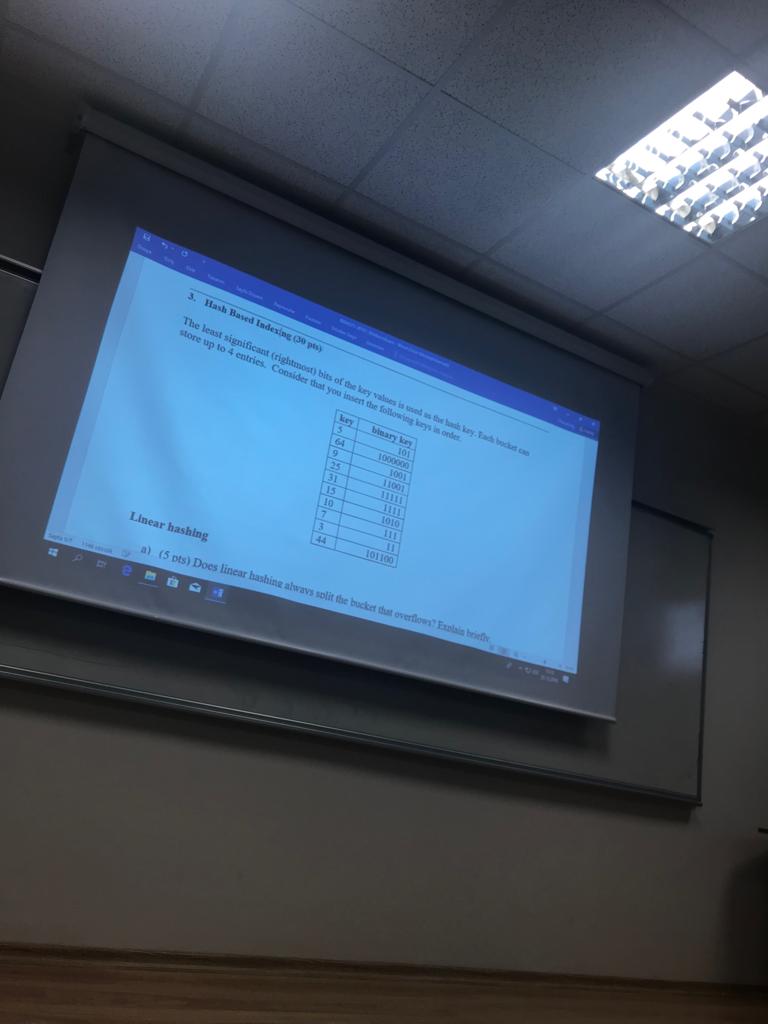 3. Hash Based Indexing (30 pts)
The least significant (rightmost) bits of the key values is used as the hash key. Each bucket can
store up to 4 entries. Consider that you insert the following keys in order.
key binary key
5 101
64 1000000
9 1001
25 11001
31 11111
15 1111
10 1010
7 111
3 11
44 101100
Linear hashing
a) (5 pts) Does linear hashing always split the bucket that overflows? Explain briefly.